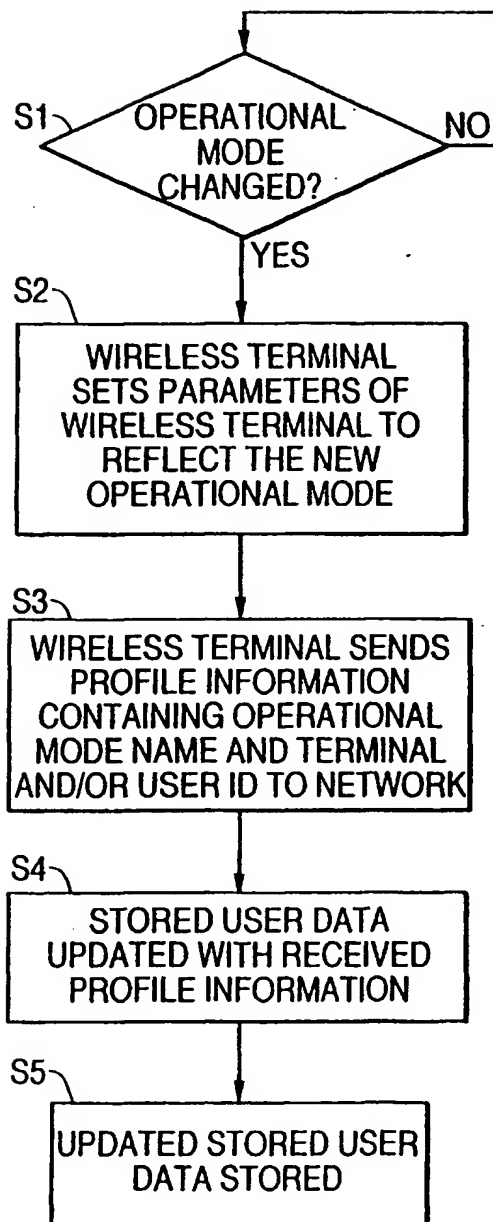 S1
OPERATIONAL
MODE
CHANGED?
NO
YES
S2
WIRELESS TERMINAL
SETS PARAMETERS OF
WIRELESS TERMINAL TO
REFLECT THE NEW
OPERATIONAL MODE
S3
WIRELESS TERMINAL SENDS
PROFILE INFORMATION
CONTAINING OPERATIONAL
MODE NAME AND TERMINAL
AND/OR USER ID TO NETWORK
S4
STORED USER DATA
UPDATED WITH RECEIVED
PROFILE INFORMATION
S5
UPDATED STORED USER
DATA STORED